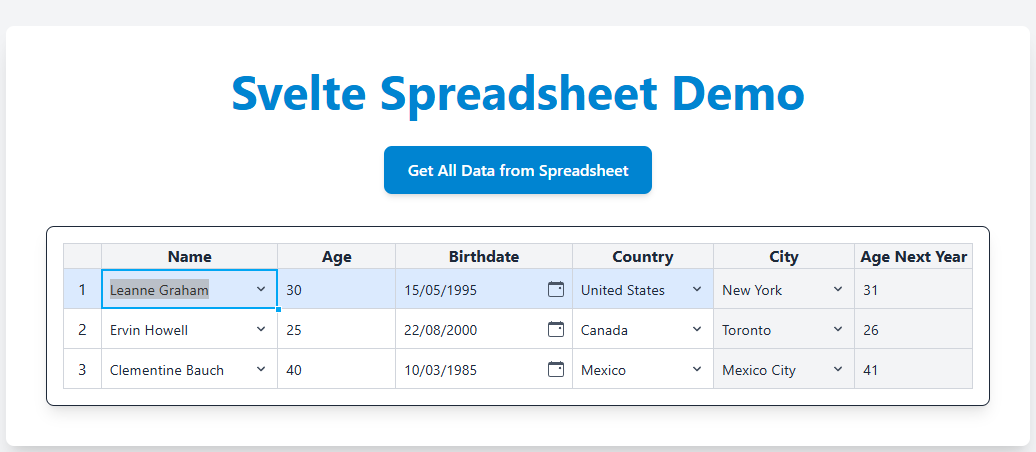 Svelte Spreadsheet Demo
Get All Data from Spreadsheet
Name Age Birthdate Country City Age Next Year
1 Leanne Graham 30 15/05/1995 United States New York 31
2 Ervin Howell 25 22/08/2000 Canada Toronto 26
3 Clementine Bauch 40 10/03/1985 Mexico Mexico City 41